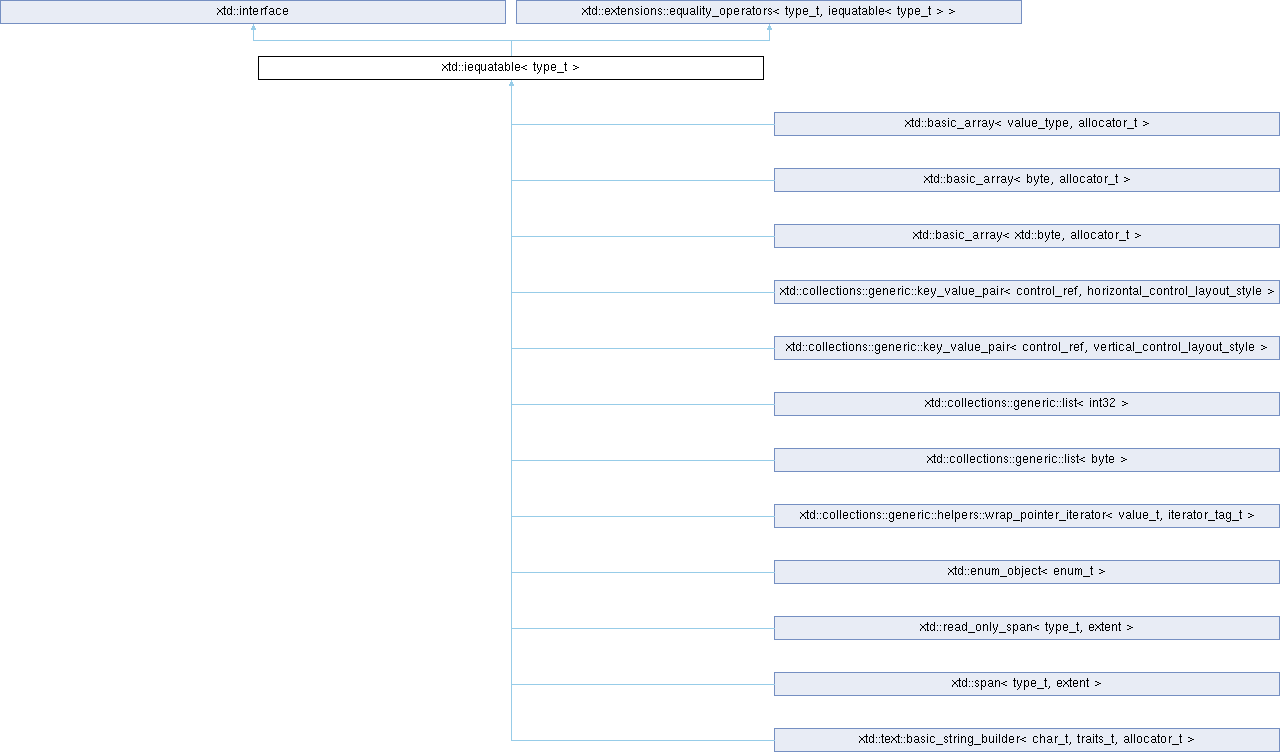 xtd::interface
xtd::extensions::equality_operators< type_t, iequatable< type_t > >
xtd::iequatable< type_t >
xtd::basic_array< value_type, allocator_t >
xtd::basic_array< byte, allocator_t >
xtd::basic_array< xtd::byte, allocator_t >
xtd::collections::generic::key_value_pair< control_ref, horizontal_control_layout_style >
xtd::collections::generic::key_value_pair< control_ref, vertical_control_layout_style >
xtd::collections::generic::list< int32 >
xtd::collections::generic::list< byte >
xtd::collections::generic::helpers::wrap_pointer_iterator< value_t, iterator_tag_t >
xtd::enum_object< enum_t >
xtd::read_only_span< type_t, extent >
xtd::span< type_t, extent >
xtd::text::basic_string_builder< char_t, traits_t, allocator_t >